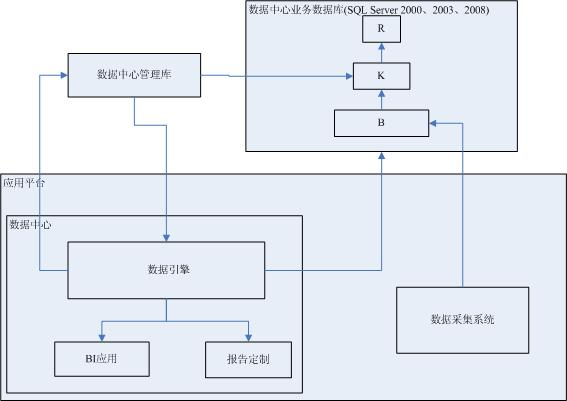 数据中心业务数据库(SQL Server 2000、2003、2008)
R
数据中心管理库
K
B
应用平台
数据中心
数据引擎
数据采集系统
BI应用
报告定制